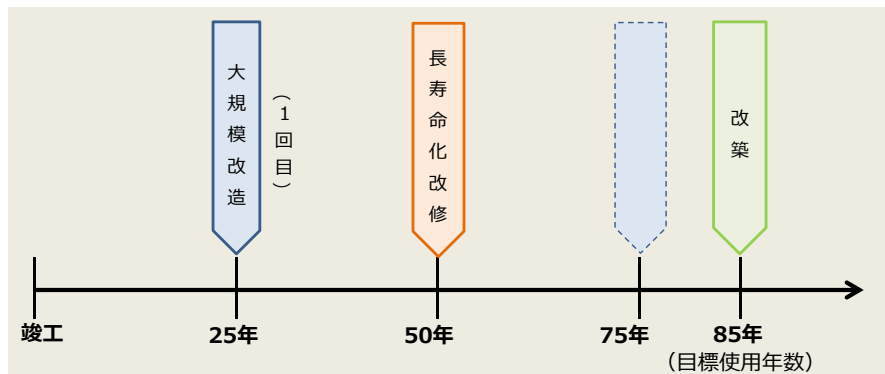 大規模改造
（１回目）
長寿命化改修
改築
竣工
25年
50年
75年
85年
（目標使用年数）